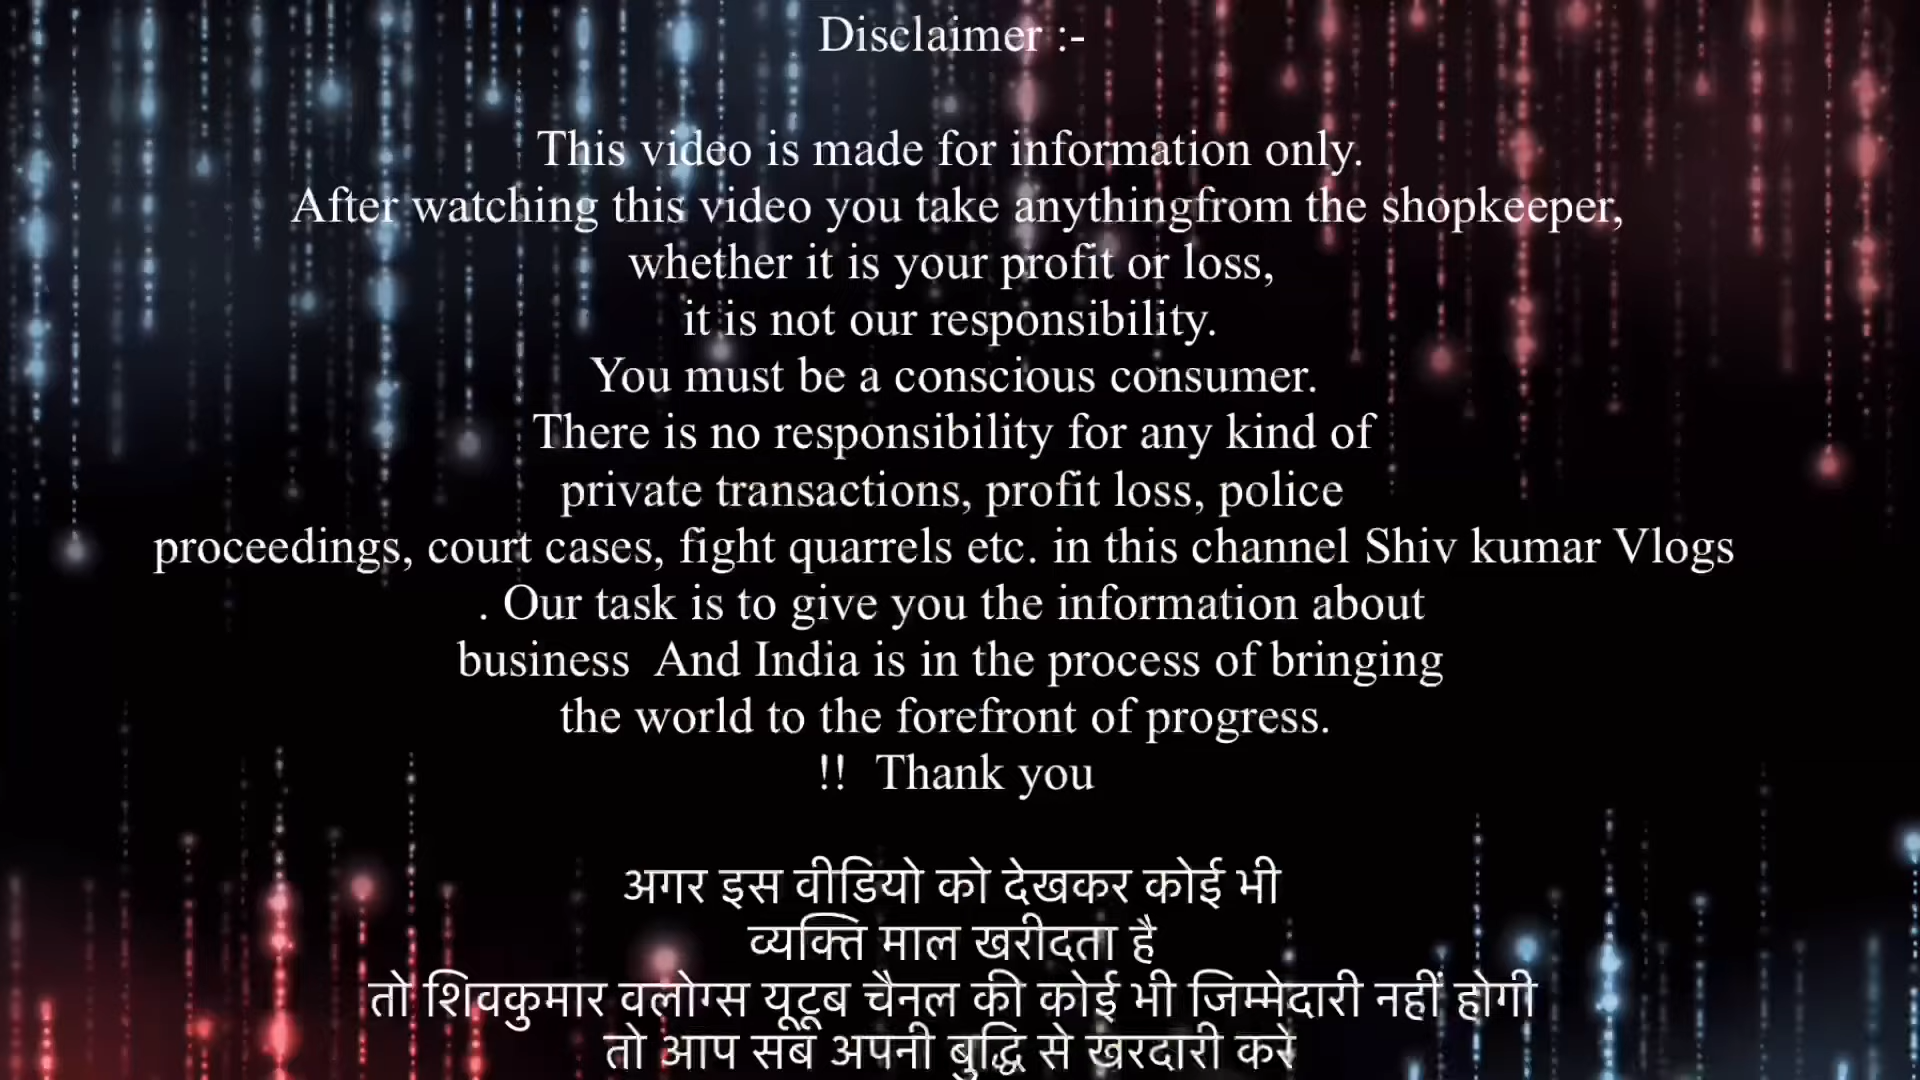 Disclaimer :-
This video is made for information only.
After watching this video you take anythingfrom the shopkeeper,
whether it is your profit or loss,
it is not our responsibility.
You must be a conscious consumer.
There is no responsibility for any kind of
private transactions, profit loss, police
proceedings, court cases, fight quarrels etc. in this channel Shiv kumar Vlogs
. Our task is to give you the information about
business  And India is in the process of bringing
the world to the forefront of progress.
!!  Thank you
अगर इस वीडियो को देखकर कोई भी
व्यक्ति माल खरीदता है
तो शिवकुमार वलोग्स यूटूब चैनल की कोई भी जिम्मेदारी नहीं होगी
तो आप सब अपनी बुद्धि से खरदारी करें